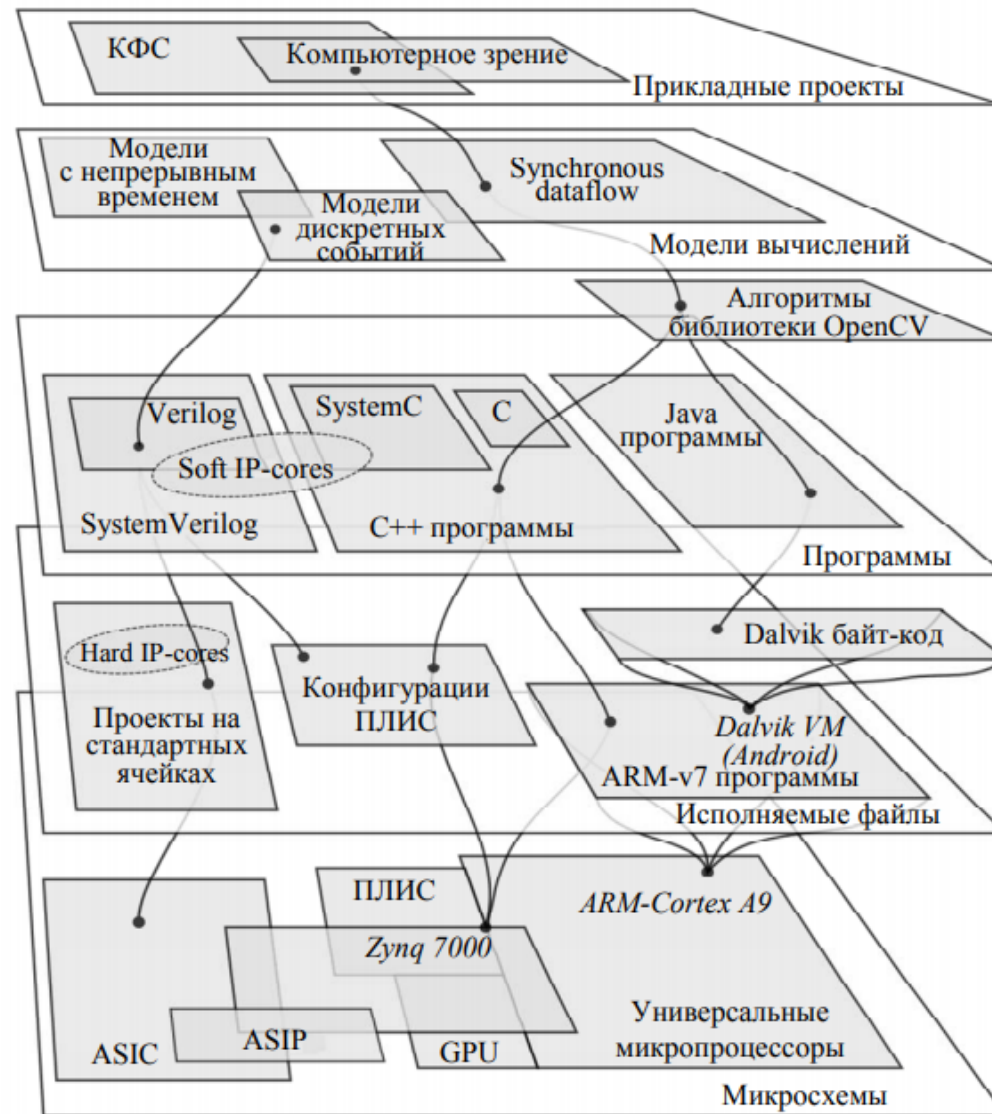 КФС
Компьютерное зрение
Прикладные проекты
Модели
с непрерывным
временем
Synchronous
dataflow
Модели
дискретных
событий
Модели вычислений
Алгоритмы
библиотеки OpenCV
Verilog
SystemC
C
Java
программы
Soft IP-cores
SystemVerilog
C++ программы
Программы
Hard IP-cores
Dalvik байт-код
Конфигурации
ПЛИС
Проекты на
стандартных
ячейках
Dalvik VM
(Android)
ARM-v7 программы
Исполняемые файлы
ПЛИС
ARM-Cortex A9
Zynq 7000
Универсальные
микропроцессоры
ASIC
ASIP
GPU
Микросхемы